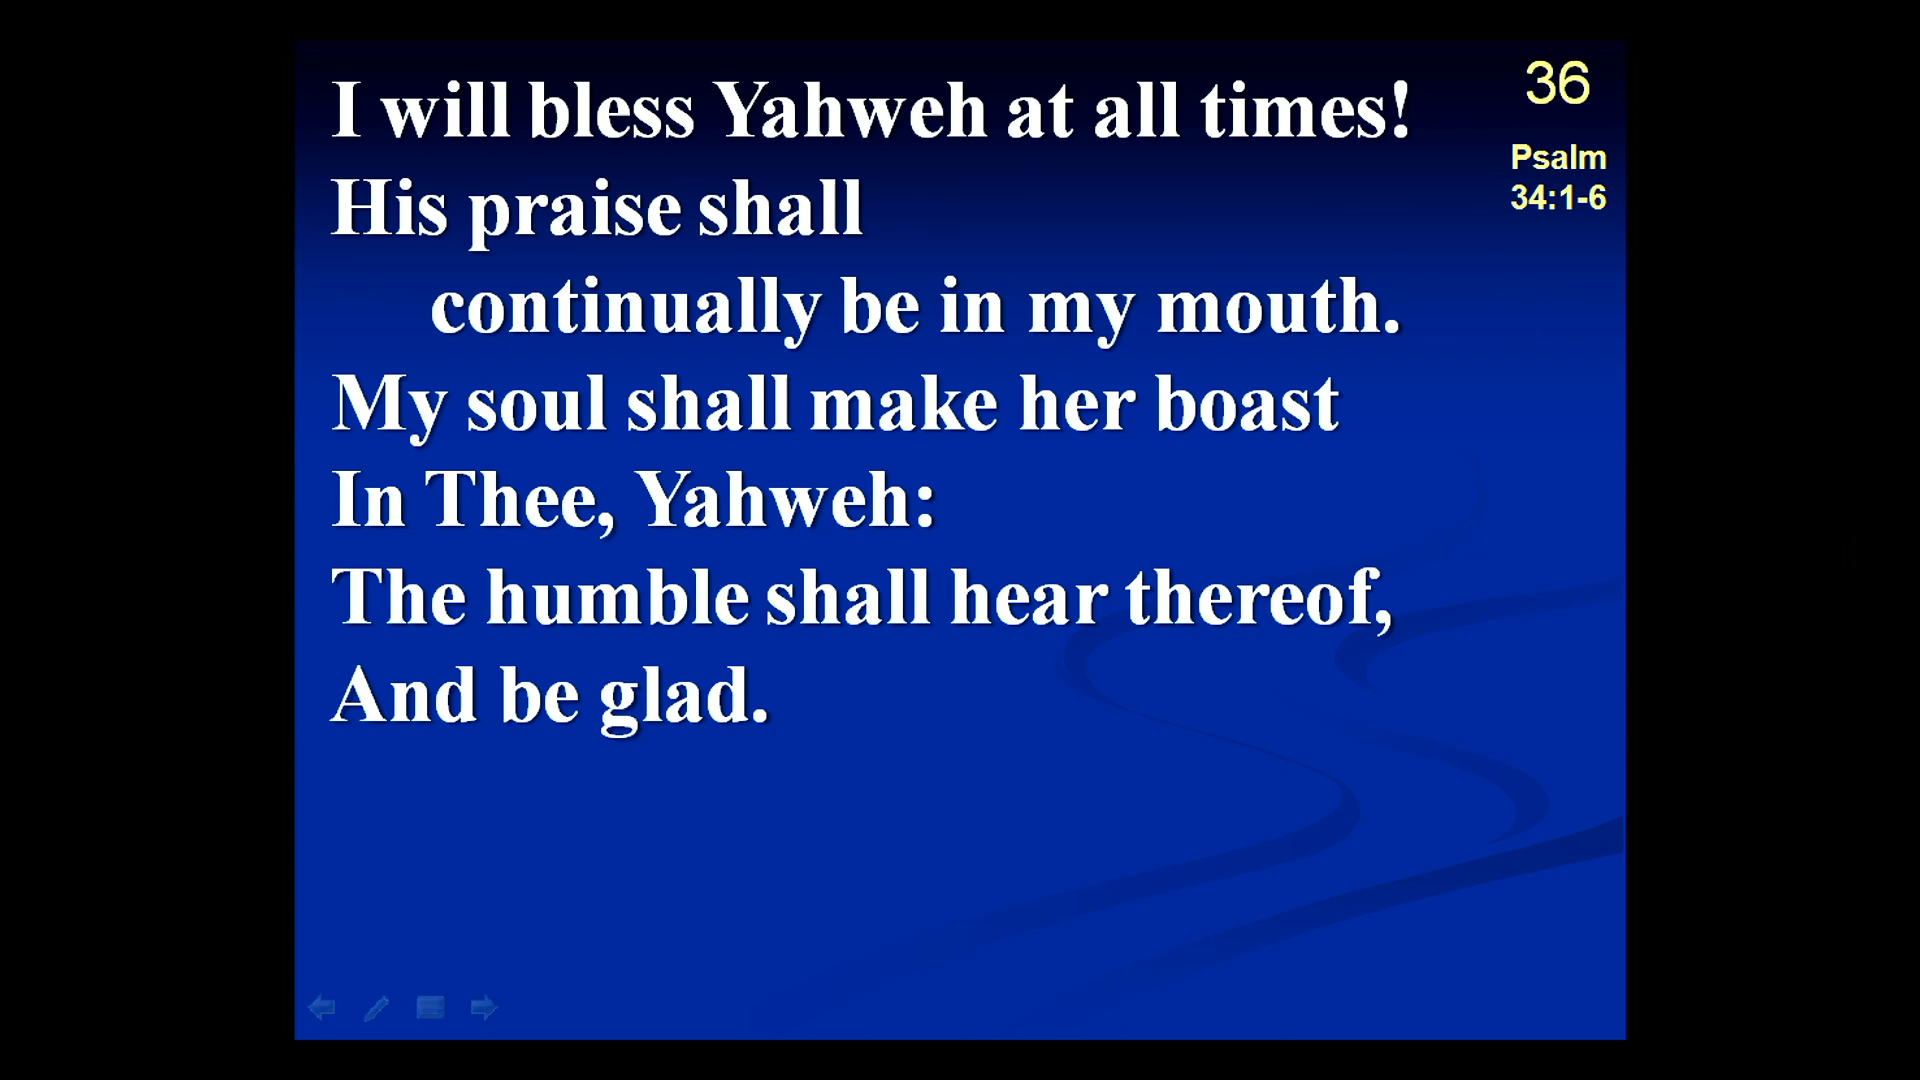 I will bless Yahweh at all times!
His praise shall
continually be in my mouth.
My soul shall make her boast
In Thee, Yahweh:
The humble shall hear thereof,
And be glad.
36
Psalm
34:1-6